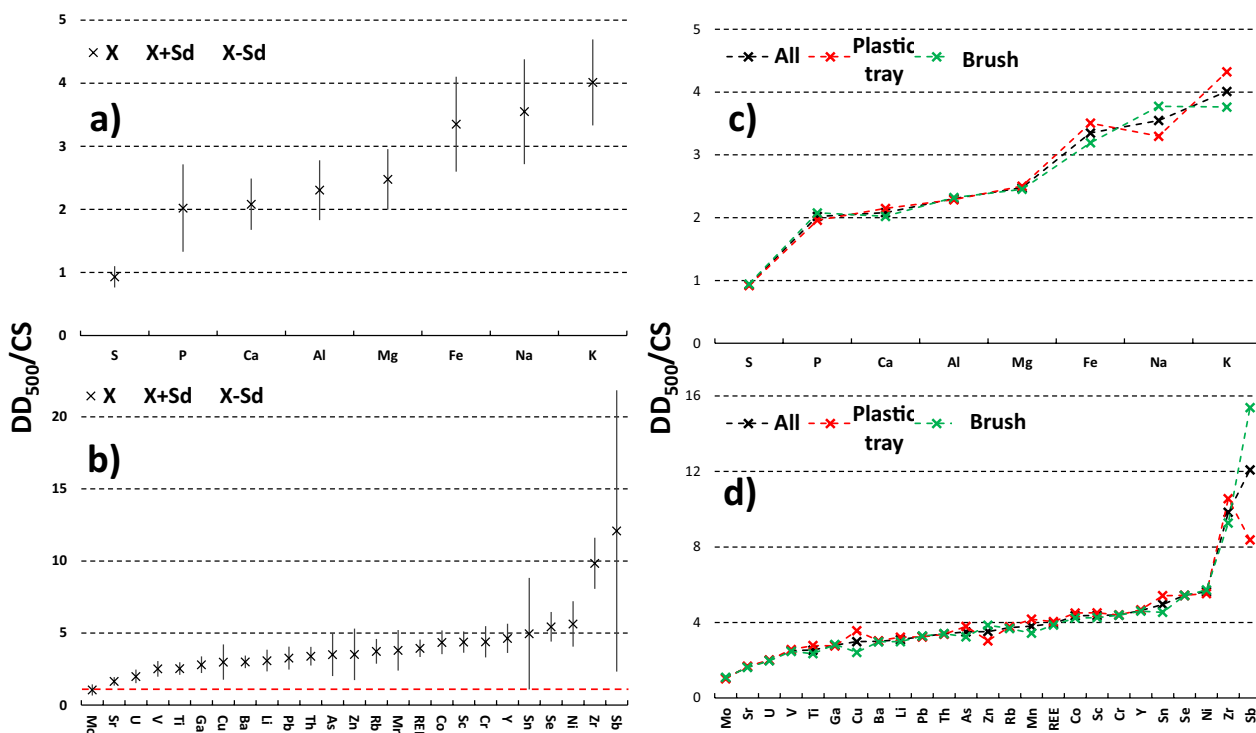 DD500/CS
5
4
3
2
1
0
X X+Sd X-Sd
a)
S P Ca Al Mg Fe Na K
20
15
10
5
0
X X+Sd X-Sd
b)
Mo Sr U V Ti Ga Cu Ba Li Pb Th As Zn Rb Mn REE Co Sc Cr Y Sn Se Ni Zr Sb
DD500/CS
5
4
3
2
1
0
All Plastic tray Brush
c)
S P Ca Al Mg Fe Na K
16
12
8
4
0
All Plastic tray Brush
d)
Mo Sr U V Ti Ga Cu Ba Li Pb Th As Zn Rb Mn REE Co Sc Cr Y Sn Se Ni Zr Sb